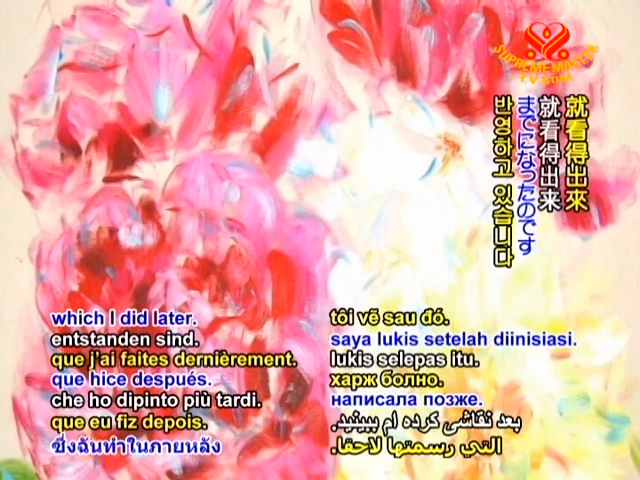 SUPREME MASTER
TV.COM
就看得出來
就看得出来
までになったのです
반영하고 있습니다
which I did later.
entstanden sind.
que j'ai faites dernièrement.
que hice después.
che ho dipinto più tardi.
que eu fiz depois.
ซึ่งฉันทำในภายหลัง
tôi vẽ sau đó.
saya lukis setelah diinisiasi.
lukis selepas itu.
харж болно.
написала позже.
بعد نقاشی کرده ام ببینید.
التي رسمتها لاحقا.